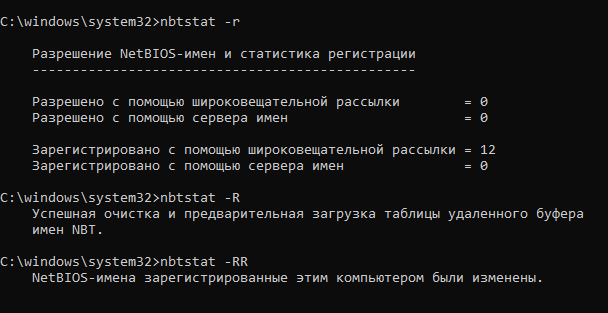 C:\windows\system32>nbtstat -r
Разрешение NetBIOS-имен и статистика регистрации
------------------------------------------------
Разрешено с помощью широковещательной рассылки = 0
Разрешено с помощью сервера имен = 0
Зарегистрировано с помощью широковещательной рассылки = 12
Зарегистрировано с помощью сервера имен = 0
C:\windows\system32>nbtstat -R
Успешная очистка и предварительная загрузка таблицы удаленного буфера
имен NBT.
C:\windows\system32>nbtstat -RR
NetBIOS-имена зарегистрированные этим компьютером были изменены.